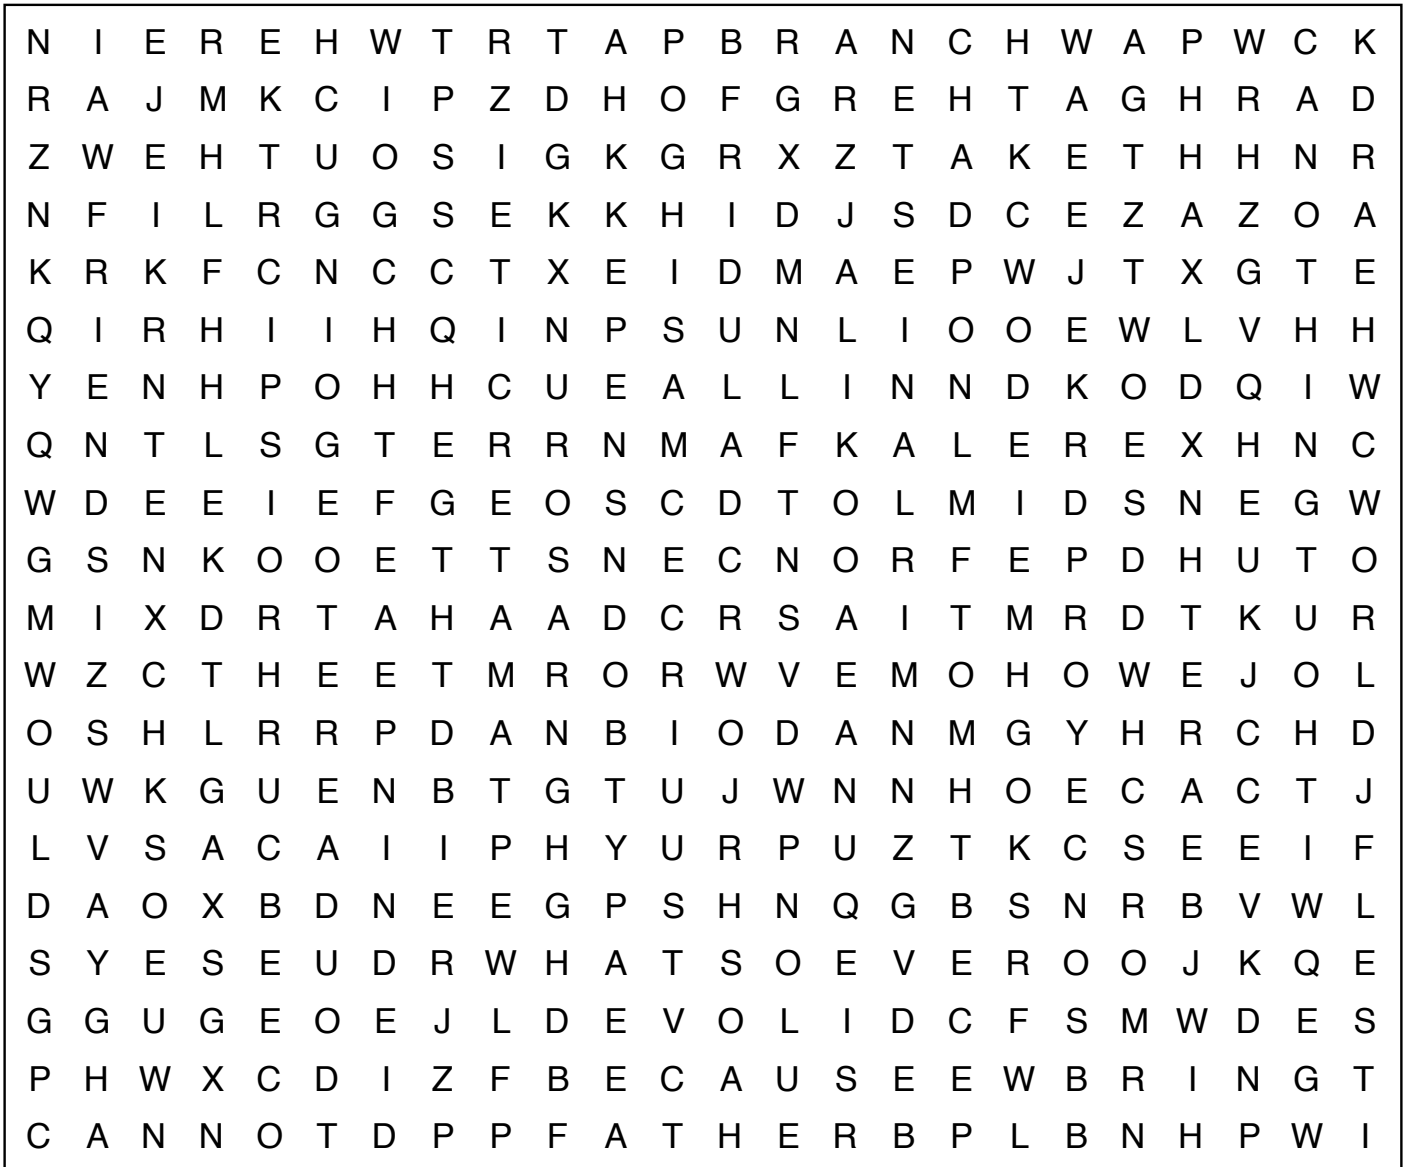 N I E R E H W T R T A P B R A N C H W A P W C K
R A J M K C I P Z D H O F G R E H T A G H R A D
Z W E H T U O S I G K G R X Z T A K E T H H N R
N F I L R G G S E K K H I D J S D C E Z A Z O A
K R K F C N C C T X E I D M A E P W J T X G T E
Q I R H I I H Q I N P S U N L I O O E W L V H H
Y E N H P O H H C U E A L L I N N D K O D Q I W
Q N T L S G T E R R N M A F K A L E R E X H N C
W D E E I E F G E O S C D T O L M I D S N E G W
G S N K O O E T T S N E C N O R F E P D H U T O
M I X D R T A H A A D C R S A I T M R D T K U R
W Z C T H E E T M R O R W V E M O H O W E J O L
O S H L R R P D A N B I O D A N M G Y H R C H D
U W K G U E N B T G T U J W N N H O E C A C T J
L V S A C A I I P H Y U R P U Z T K C S E E I F
D A O X B D N E E G P S H N Q G B S N R B V W L
S Y E S E U D R W H A T S O E V E R O O J K Q E
G G U G E O E J L D E V O L I D C F S M W D E S
P H W X C D I Z F B E C A U S E E W B R I N G T
C A N N O T D P P F A T H E R B P L B N H P W I